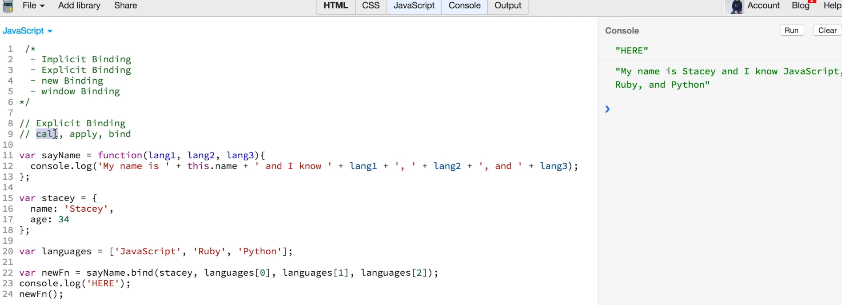 File ▾ Add library Share HTML CSS JavaScript Console Output Account Blog Help
JavaScript ▾
1 /*
2 - Implicit Binding
3 - Explicit Binding
4 - new Binding
5 - window Binding
6 */
7
8 // Explicit Binding
9 // call, apply, bind
10
11 var sayName = function(lang1, lang2, lang3){
12 console.log('My name is ' + this.name + ' and I know ' + lang1 + ', ' + lang2 + ', and ' + lang3);
13 };
14
15 var stacey = {
16 name: 'Stacey',
17 age: 34
18 };
19
20 var languages = ['JavaScript', 'Ruby', 'Python'];
21
22 var newFn = sayName.bind(stacey, languages[0], languages[1], languages[2]);
23 console.log('HERE');
24 newFn();
Console Run Clear
"HERE"
"My name is Stacey and I know JavaScript,
Ruby, and Python"
❯